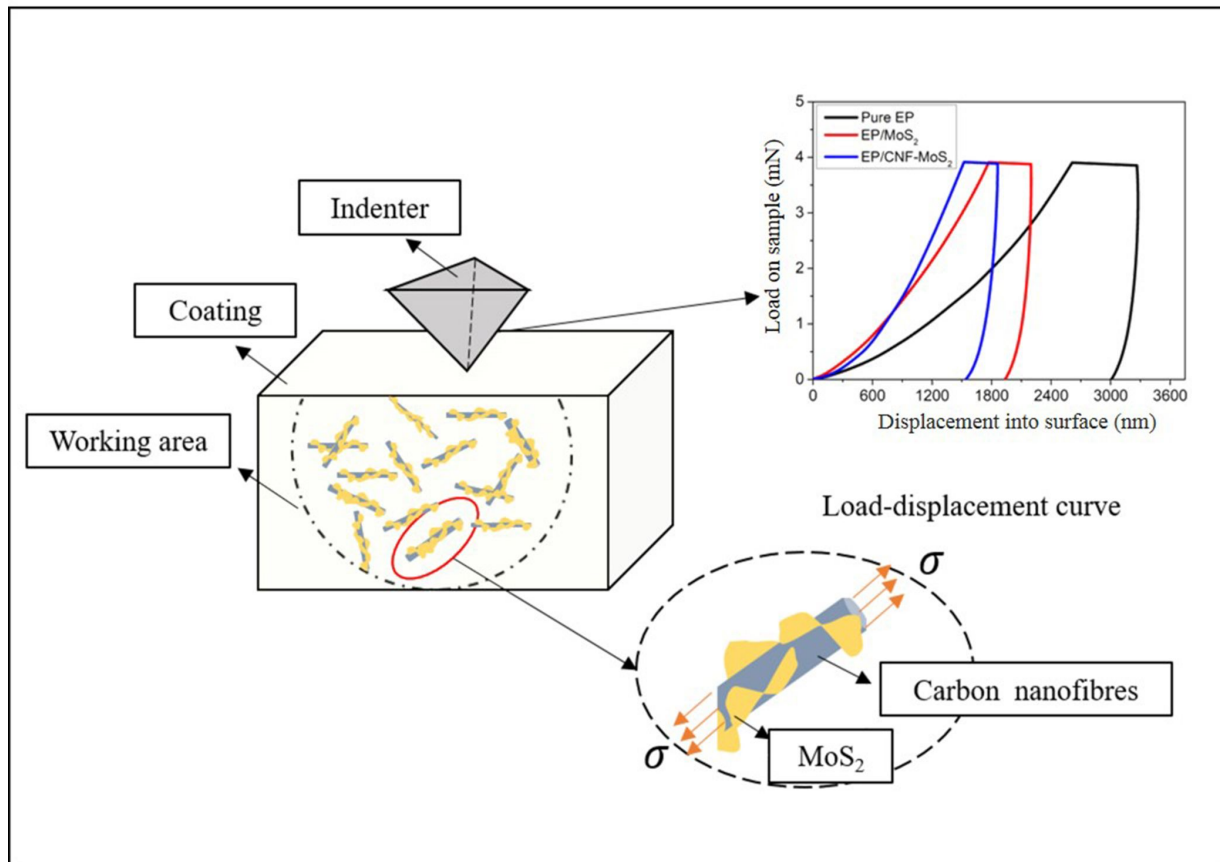 Indenter
Coating
Working area
5
4
3
2
1
0
Load on sample (mN)
Pure EP
EP/MoS₂
EP/CNF-MoS₂
0 600 1200 1800 2400 3000 3600
Displacement into surface (nm)
Load-displacement curve
σ
Carbon nanofibres
MoS₂
σ